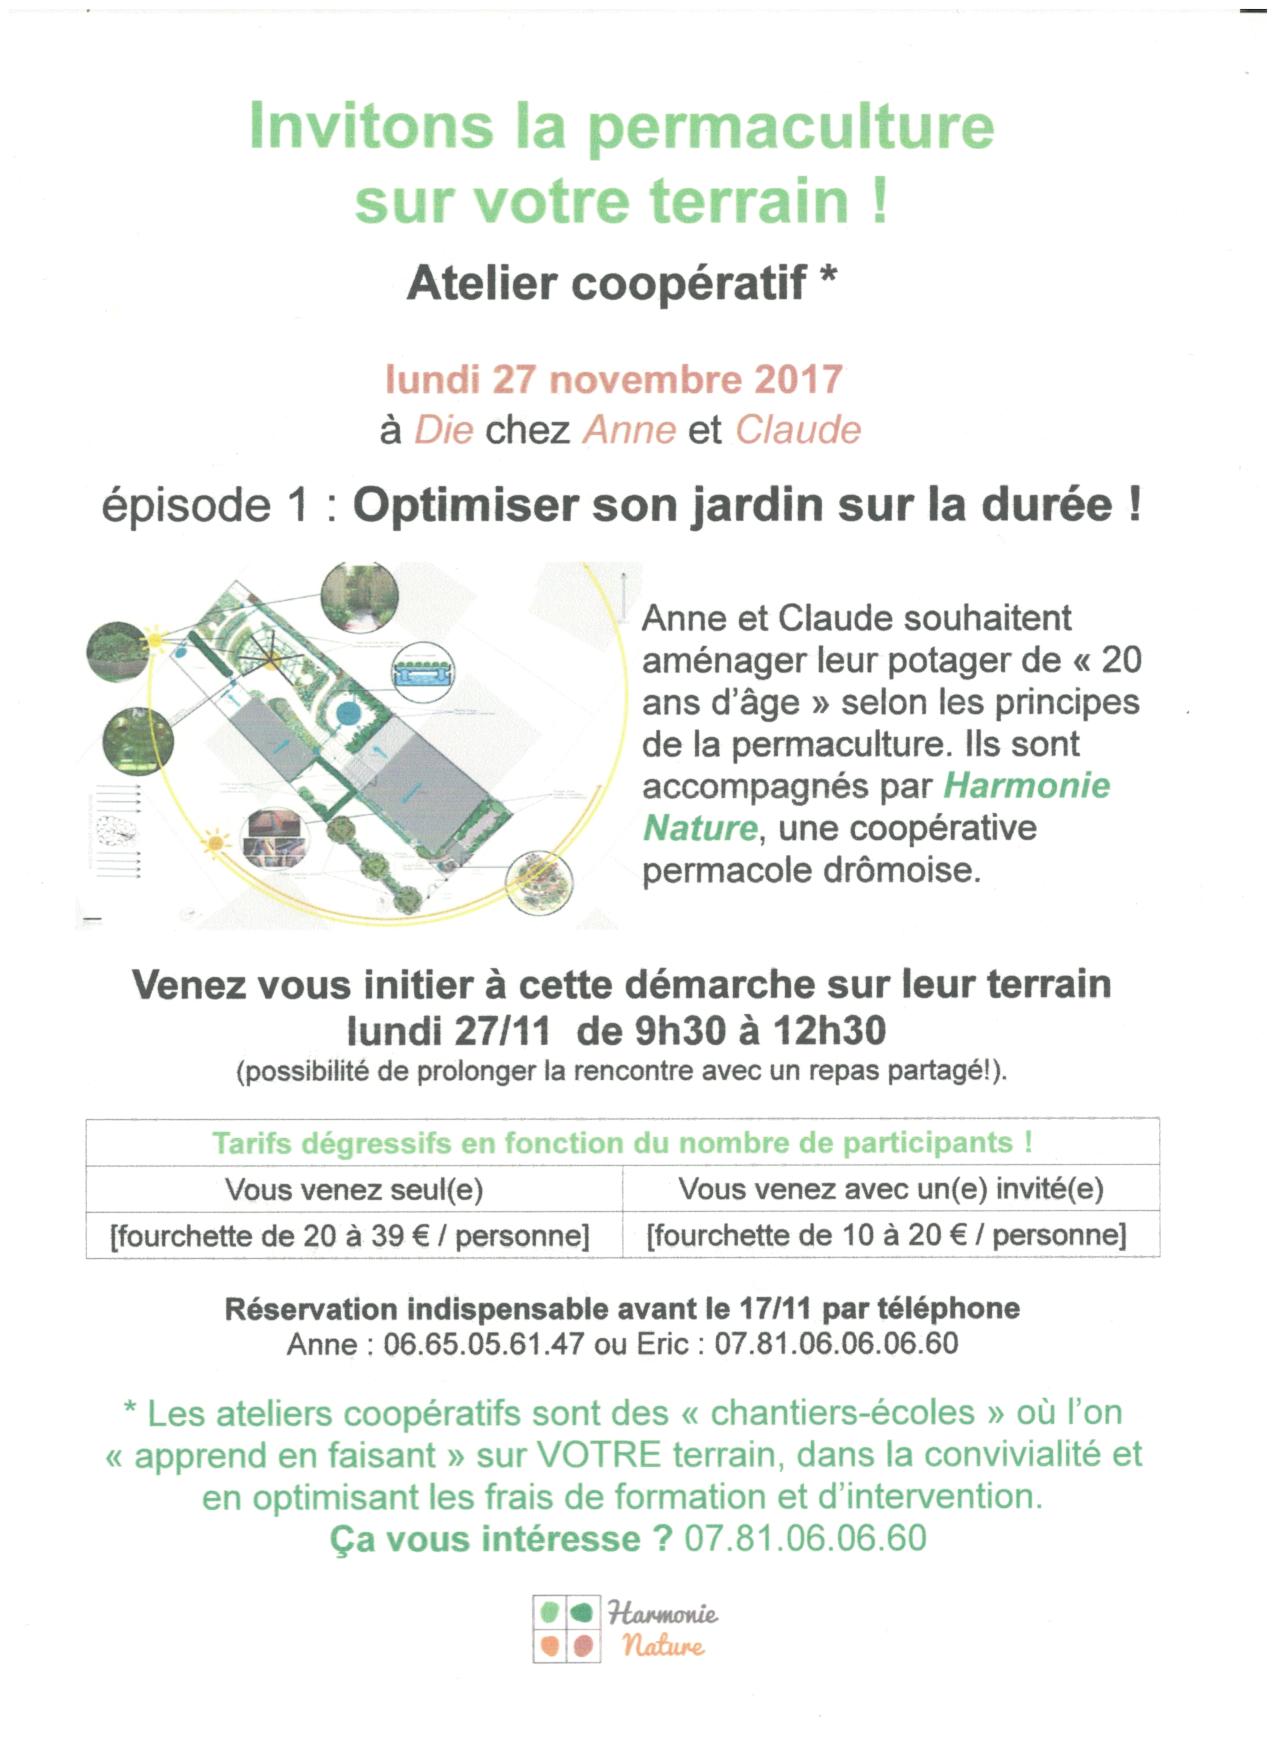 Invitons la permaculture
sur votre terrain !
Atelier coopératif *
lundi 27 novembre 2017
à Die chez Anne et Claude
épisode 1 : Optimiser son jardin sur la durée !
Anne et Claude souhaitent
aménager leur potager de « 20
ans d'âge » selon les principes
de la permaculture. Ils sont
accompagnés par Harmonie
Nature, une coopérative
permacole drômoise.
Venez vous initier à cette démarche sur leur terrain
lundi 27/11 de 9h30 à 12h30
(possibilité de prolonger la rencontre avec un repas partagé!).
Tarifs dégressifs en fonction du nombre de participants !
Vous venez seul(e) Vous venez avec un(e) invité(e)
[fourchette de 20 à 39 € / personne] [fourchette de 10 à 20 € / personne]
Réservation indispensable avant le 17/11 par téléphone
Anne : 06.65.05.61.47 ou Eric : 07.81.06.06.06.60
* Les ateliers coopératifs sont des « chantiers-écoles » où l'on
« apprend en faisant » sur VOTRE terrain, dans la convivialité et
en optimisant les frais de formation et d'intervention.
Ça vous intéresse ? 07.81.06.06.60
Harmonie
Nature